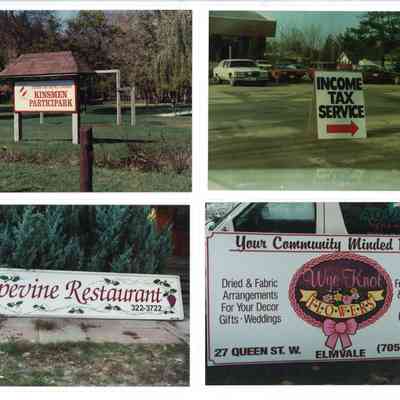 KINSMEN
PARTICIPARK
INCOME
TAX
SERVICE
Restaurant
322-3722
Your Community Minded
Dried & Fabric
Arrangements
For Your Decor
Gifts · Weddings
Wye Knot
FLOWERS
27 QUEEN ST. W.
ELMVALE
(705